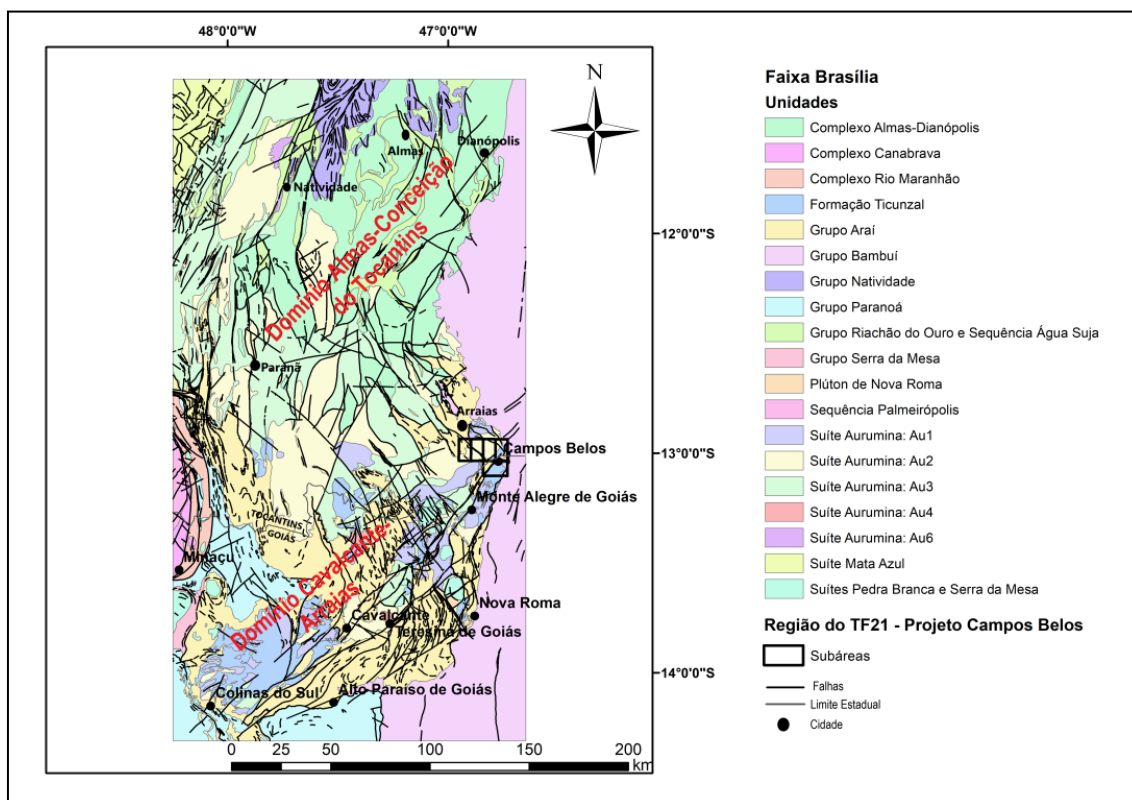 48°0'0"W
47°0'0"W
N
Almas
Dianópolis
Natividade
Domínio Almas-Conceição
do Tocantins
12°0'0"S
Paranã
Arraias
Campos Belos
13°0'0"S
Monte Alegre de Goiás
TOCANTINS
GOIÁS
Minaçu
Domínio Cavalcante-
Arraias
Nova Roma
Cavalcante
Teresina de Goiás
14°0'0"S
Colinas do Sul
Alto Paraíso de Goiás
0 25 50 100 150 200
km
Faixa Brasília
Unidades
Complexo Almas-Dianópolis
Complexo Canabrava
Complexo Rio Maranhão
Formação Ticunzal
Grupo Araí
Grupo Bambuí
Grupo Natividade
Grupo Paranoá
Grupo Riachão do Ouro e Sequência Água Suja
Grupo Serra da Mesa
Plúton de Nova Roma
Sequência Palmeirópolis
Suíte Aurumina: Au1
Suíte Aurumina: Au2
Suíte Aurumina: Au3
Suíte Aurumina: Au4
Suíte Aurumina: Au6
Suíte Mata Azul
Suítes Pedra Branca e Serra da Mesa
Região do TF21 - Projeto Campos Belos
Subáreas
Falhas
Limite Estadual
Cidade